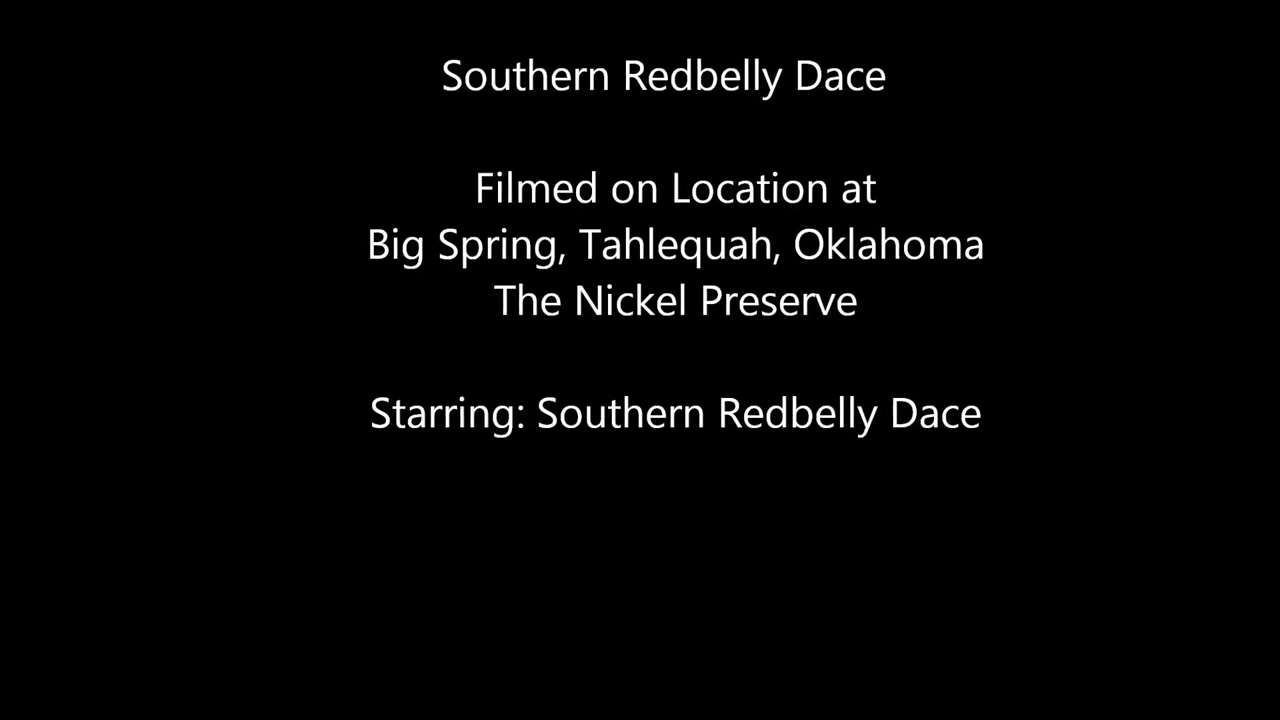 Southern Redbelly Dace
Filmed on Location at
Big Spring, Tahlequah, Oklahoma
The Nickel Preserve
Starring: Southern Redbelly Dace